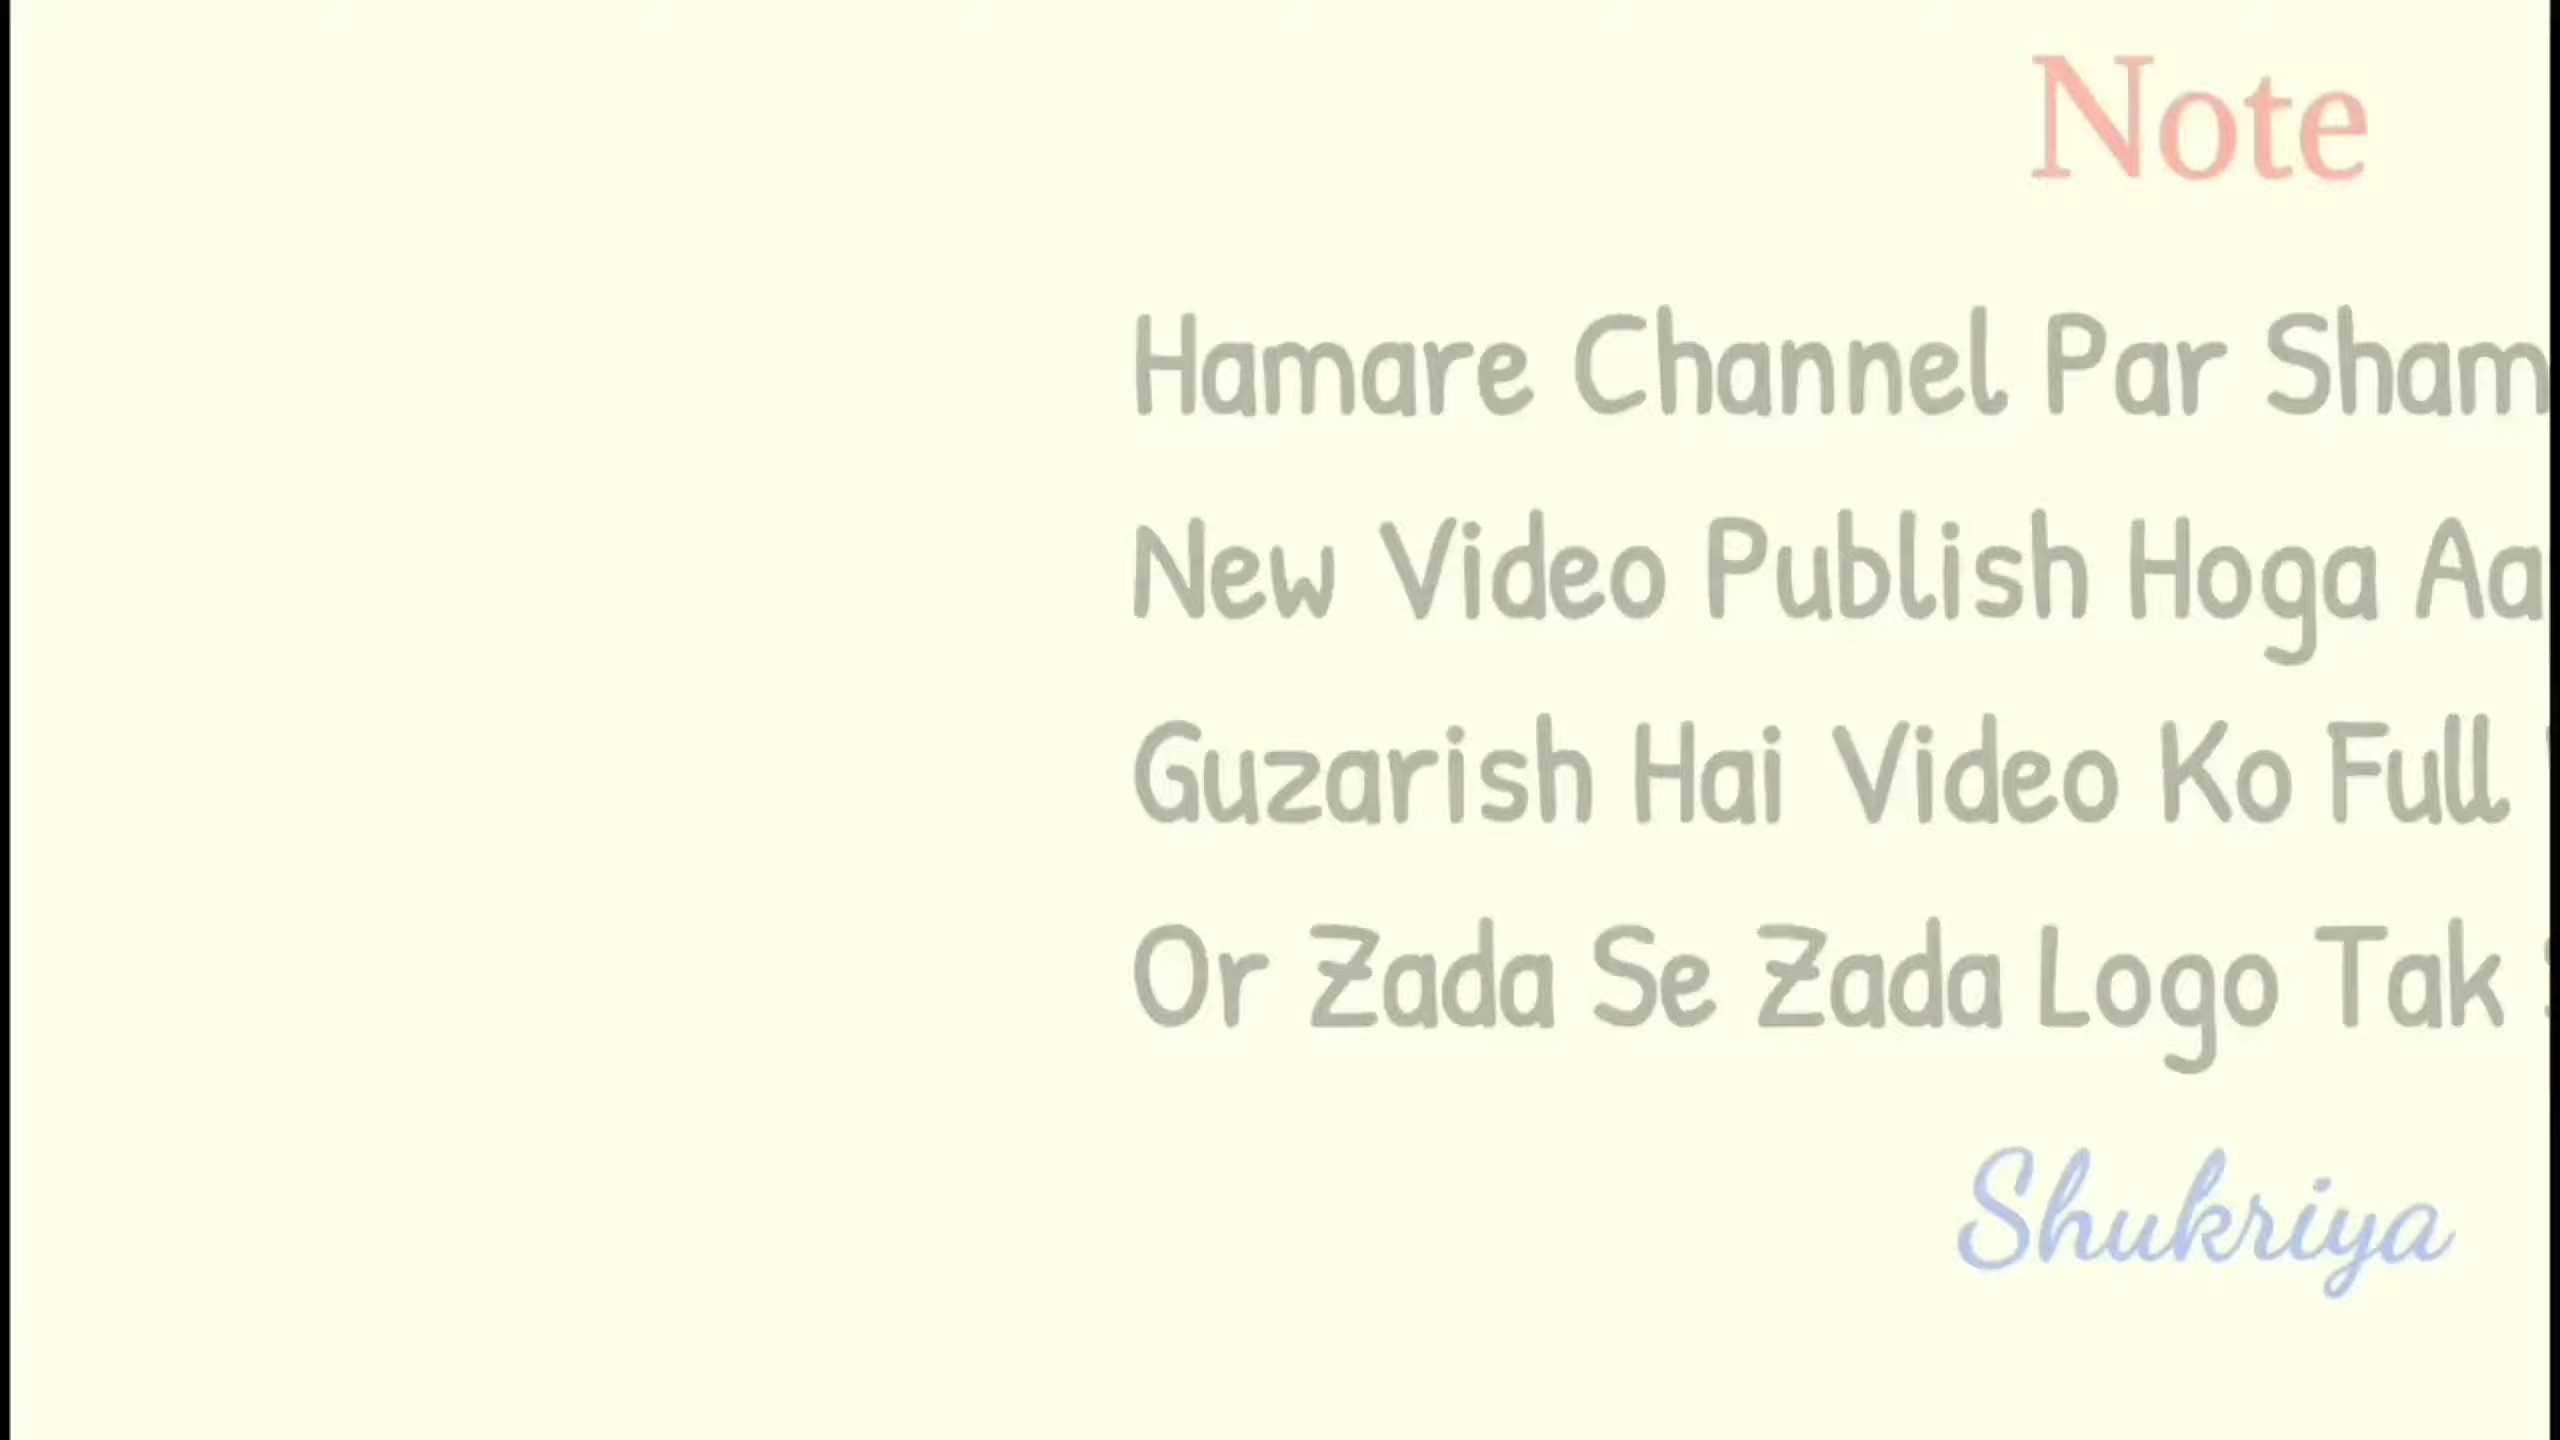 Note
Hamare Channel Par Sham
New Video Publish Hoga Aa
Guzarish Hai Video Ko Full
Or Zada Se Zada Logo Tak
Shukriya